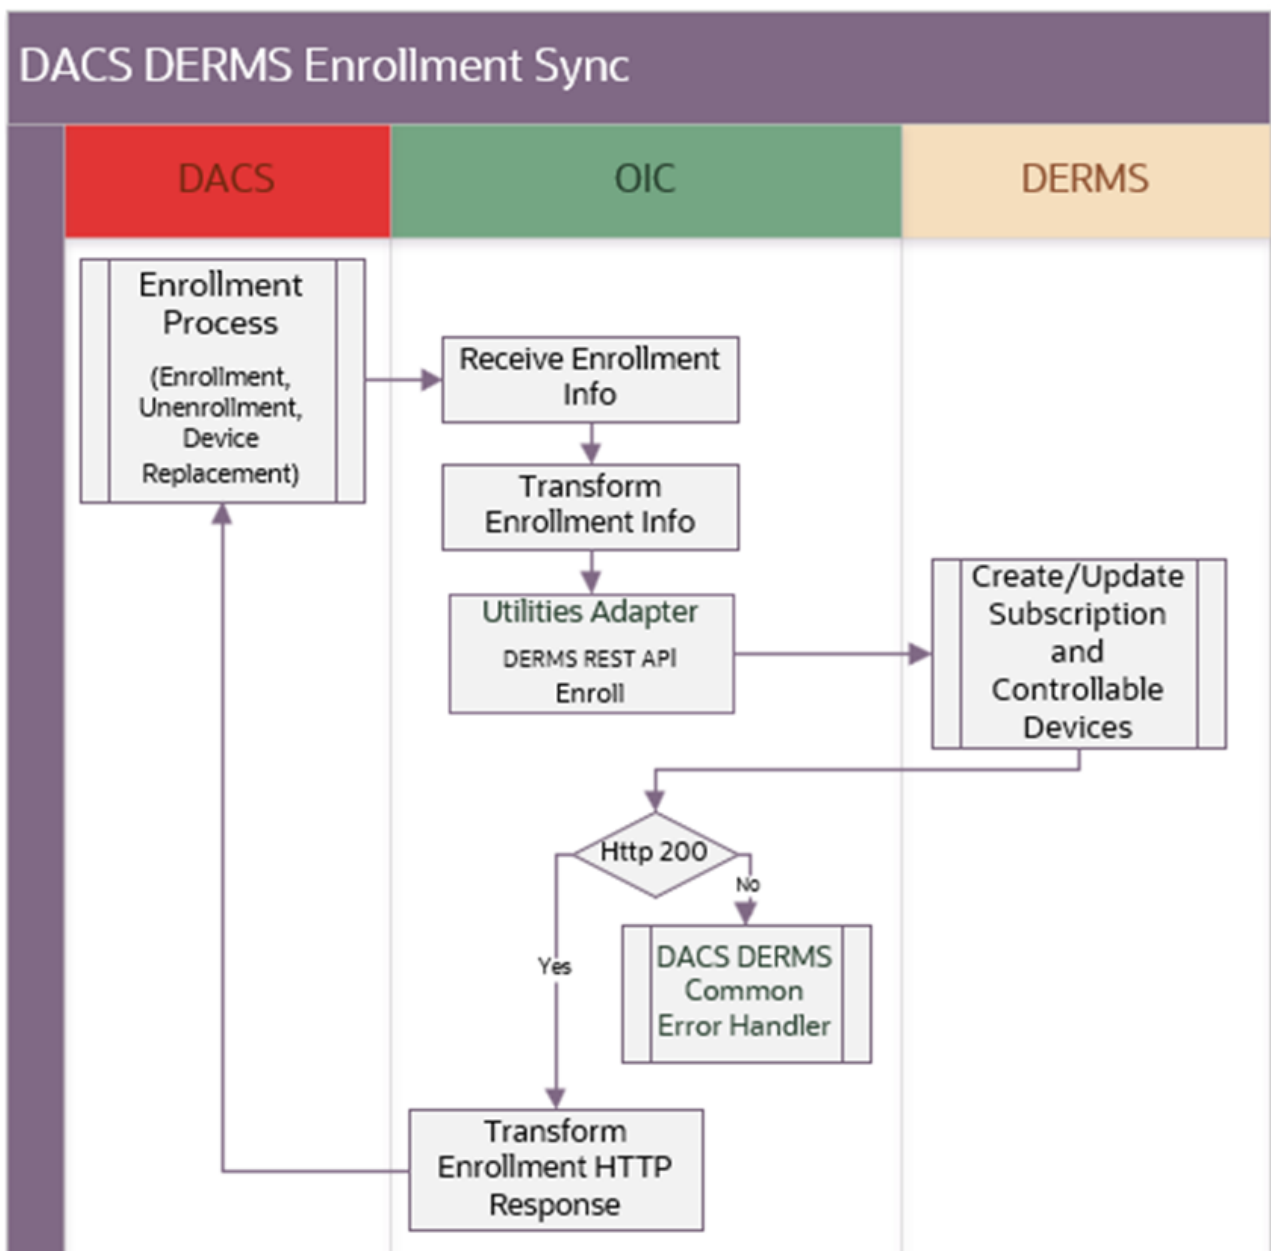 DACS DERMS Enrollment Sync
DACS
OIC
DERMS
Enrollment
Process
(Enrollment,
Unenrollment,
Device
Replacement)
Receive Enrollment
Info
Transform
Enrollment Info
Utilities Adapter
DERMS REST API
Enroll
Create/Update
Subscription
and
Controllable
Devices
Http 200
No
Yes
DACS DERMS
Common
Error Handler
Transform
Enrollment HTTP
Response